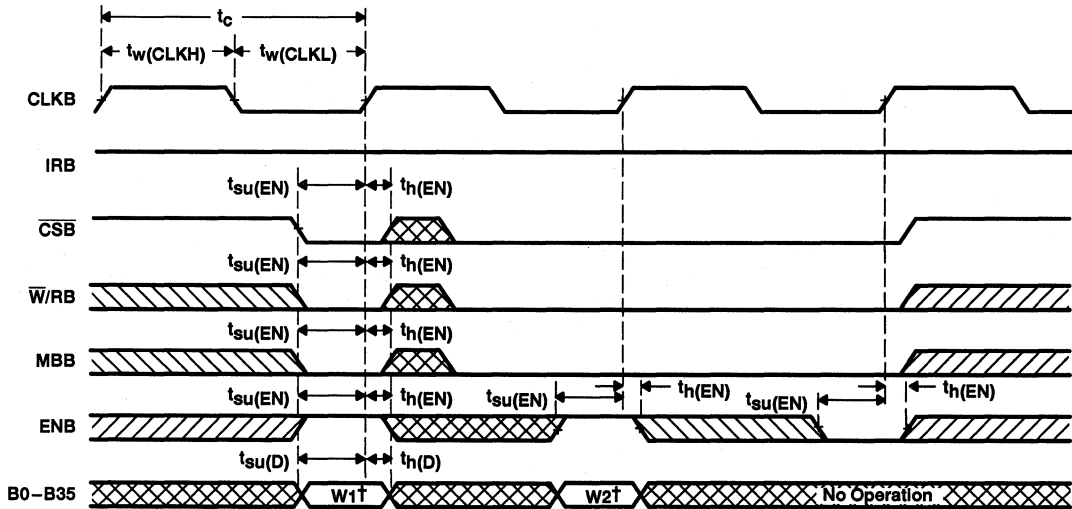 tc
tw(CLKH) tw(CLKL)
CLKB
IRB
tsu(EN) th(EN)
CSB
tsu(EN) th(EN)
W/RB
tsu(EN) th(EN)
MBB
tsu(EN) th(EN) tsu(EN) th(EN) tsu(EN) th(EN)
ENB
tsu(D) th(D)
B0–B35 W1† W2† No Operation